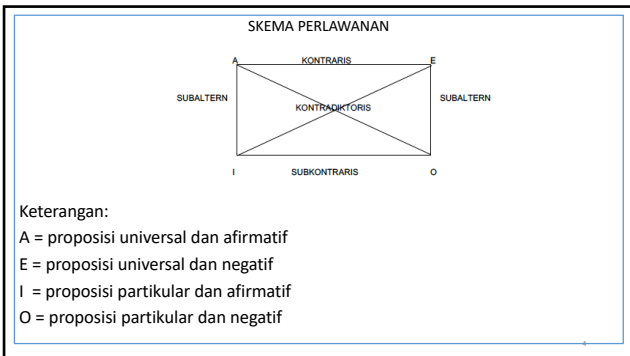 SKEMA PERLAWANAN
A KONTRARIS E
SUBALTERN SUBALTERN
KONTRADIKTORIS
I SUBKONTRARIS O
Keterangan:
A = proposisi universal dan afirmatif
E = proposisi universal dan negatif
I = proposisi partikular dan afirmatif
O = proposisi partikular dan negatif
4